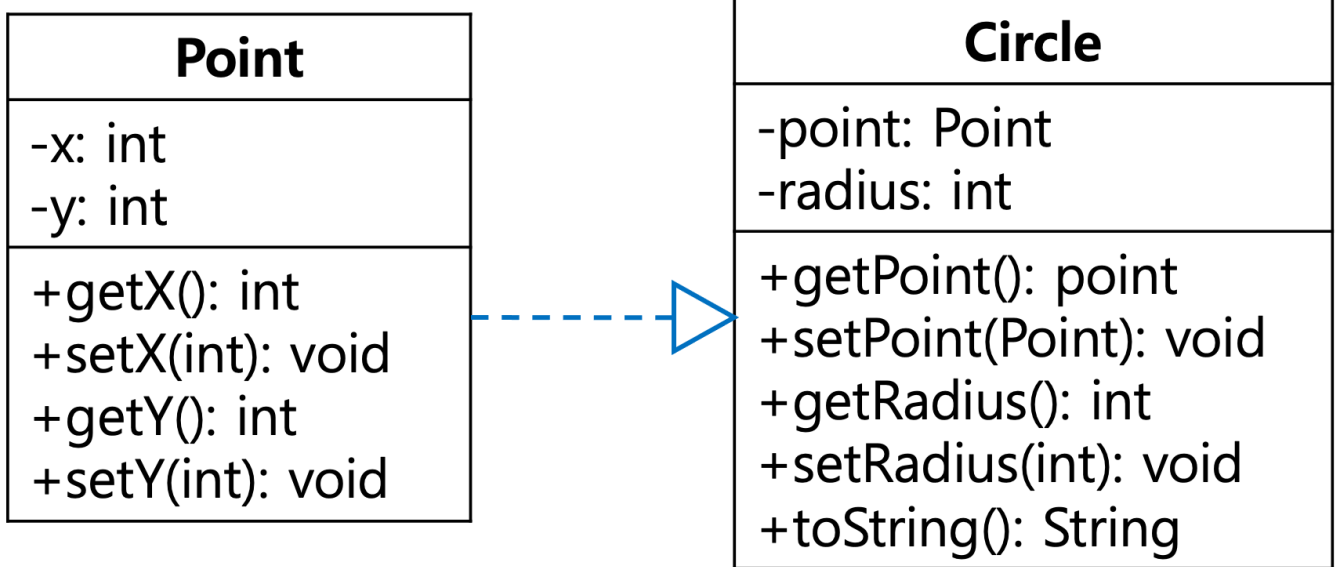 Point
-x: int
-y: int
+getX(): int
+setX(int): void
+getY(): int
+setY(int): void
Circle
-point: Point
-radius: int
+getPoint(): point
+setPoint(Point): void
+getRadius(): int
+setRadius(int): void
+toString(): String